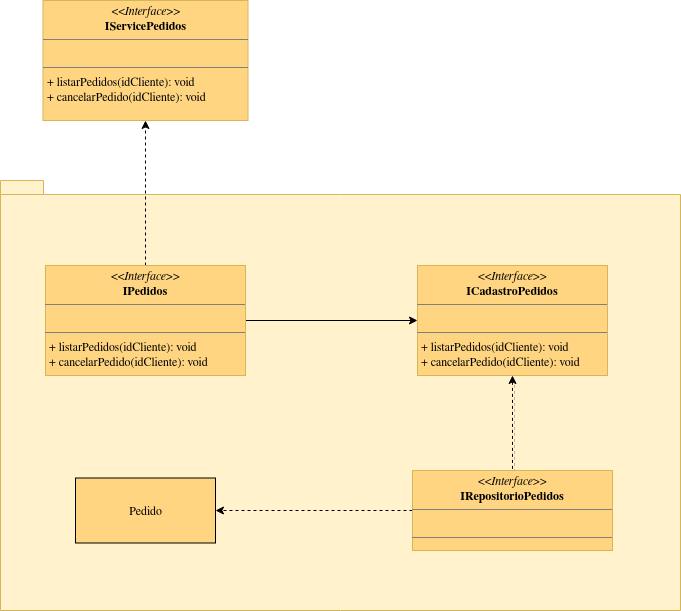 <<Interface>>
IServicePedidos
+ listarPedidos(idCliente): void
+ cancelarPedido(idCliente): void
<<Interface>>
IPedidos
+ listarPedidos(idCliente): void
+ cancelarPedido(idCliente): void
<<Interface>>
ICadastroPedidos
+ listarPedidos(idCliente): void
+ cancelarPedido(idCliente): void
Pedido
<<Interface>>
IRepositorioPedidos